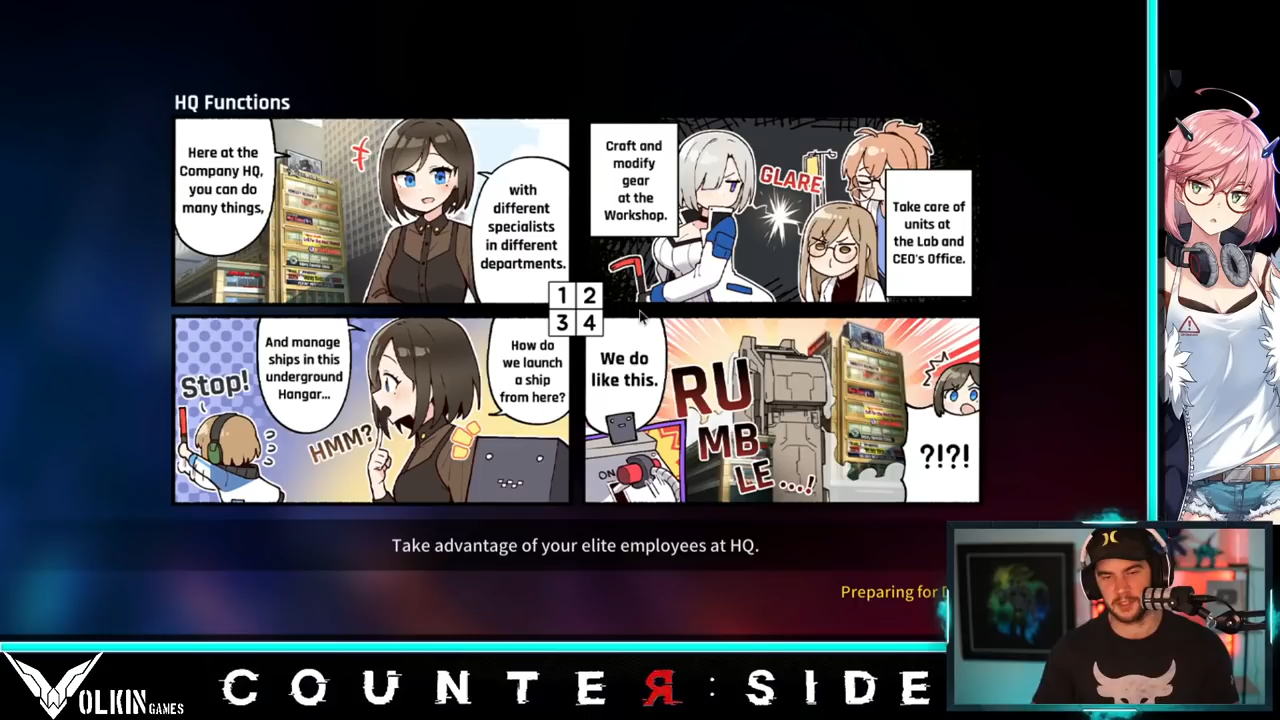 HQ Functions
Here at the
Company HQ,
you can do
many things,
with
different
specialists
in different
departments.
Craft and
modify
gear
at the
Workshop.
GLARE
Take care of
units at
the Lab and
CEO's Office.
1 2
3 4
Stop!
And manage
ships in this
underground
Hangar...
HMM?
How do
we launch
a ship
from here?
We do
like this.
ON
RU
MB
LE...!
?!?!
Take advantage of your elite employees at HQ.
Preparing for
VOLKIN GAMES
COUNTER:SIDE